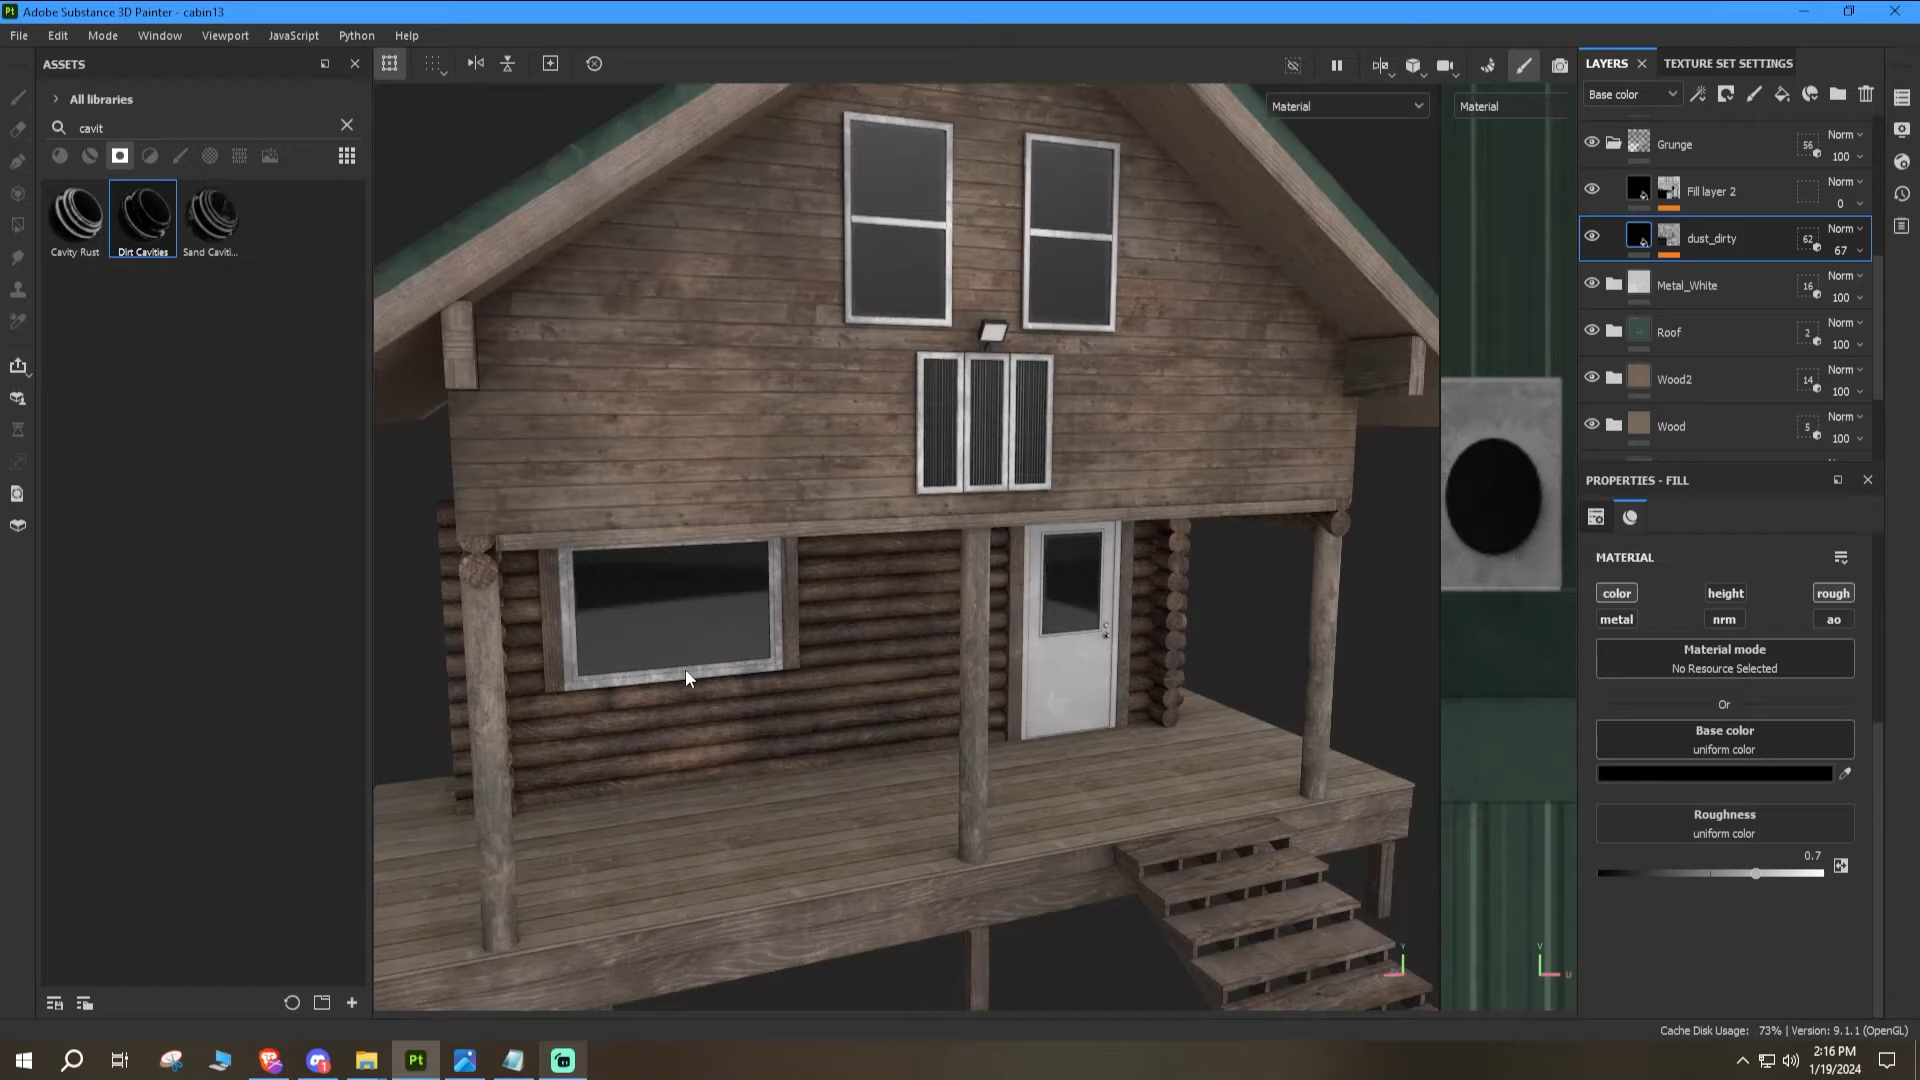 Pt Adobe Substance 3D Painter - cabin13
File Edit Mode Window Viewport JavaScript Python Help
ASSETS
All libraries
cavit
Cavity Rust Dirt Cavities Sand Caviti...
Material
Material
LAYERS TEXTURE SET SETTINGS
Base color
Grunge 56 Norm 100
Fill layer 2 Norm 0
dust_dirty 62 Norm 67
Metal_White 16 Norm 100
Roof 2 Norm 100
Wood2 14 Norm 100
Wood 5 Norm 100
PROPERTIES - FILL
MATERIAL
color height rough
metal nrm ao
Material mode
No Resource Selected
Or
Base color
uniform color
Roughness
uniform color
0.7
Y
V
U
Cache Disk Usage: 73% | Version: 9.1.1 (OpenGL)
Pt
1
2:16 PM
1/19/2024